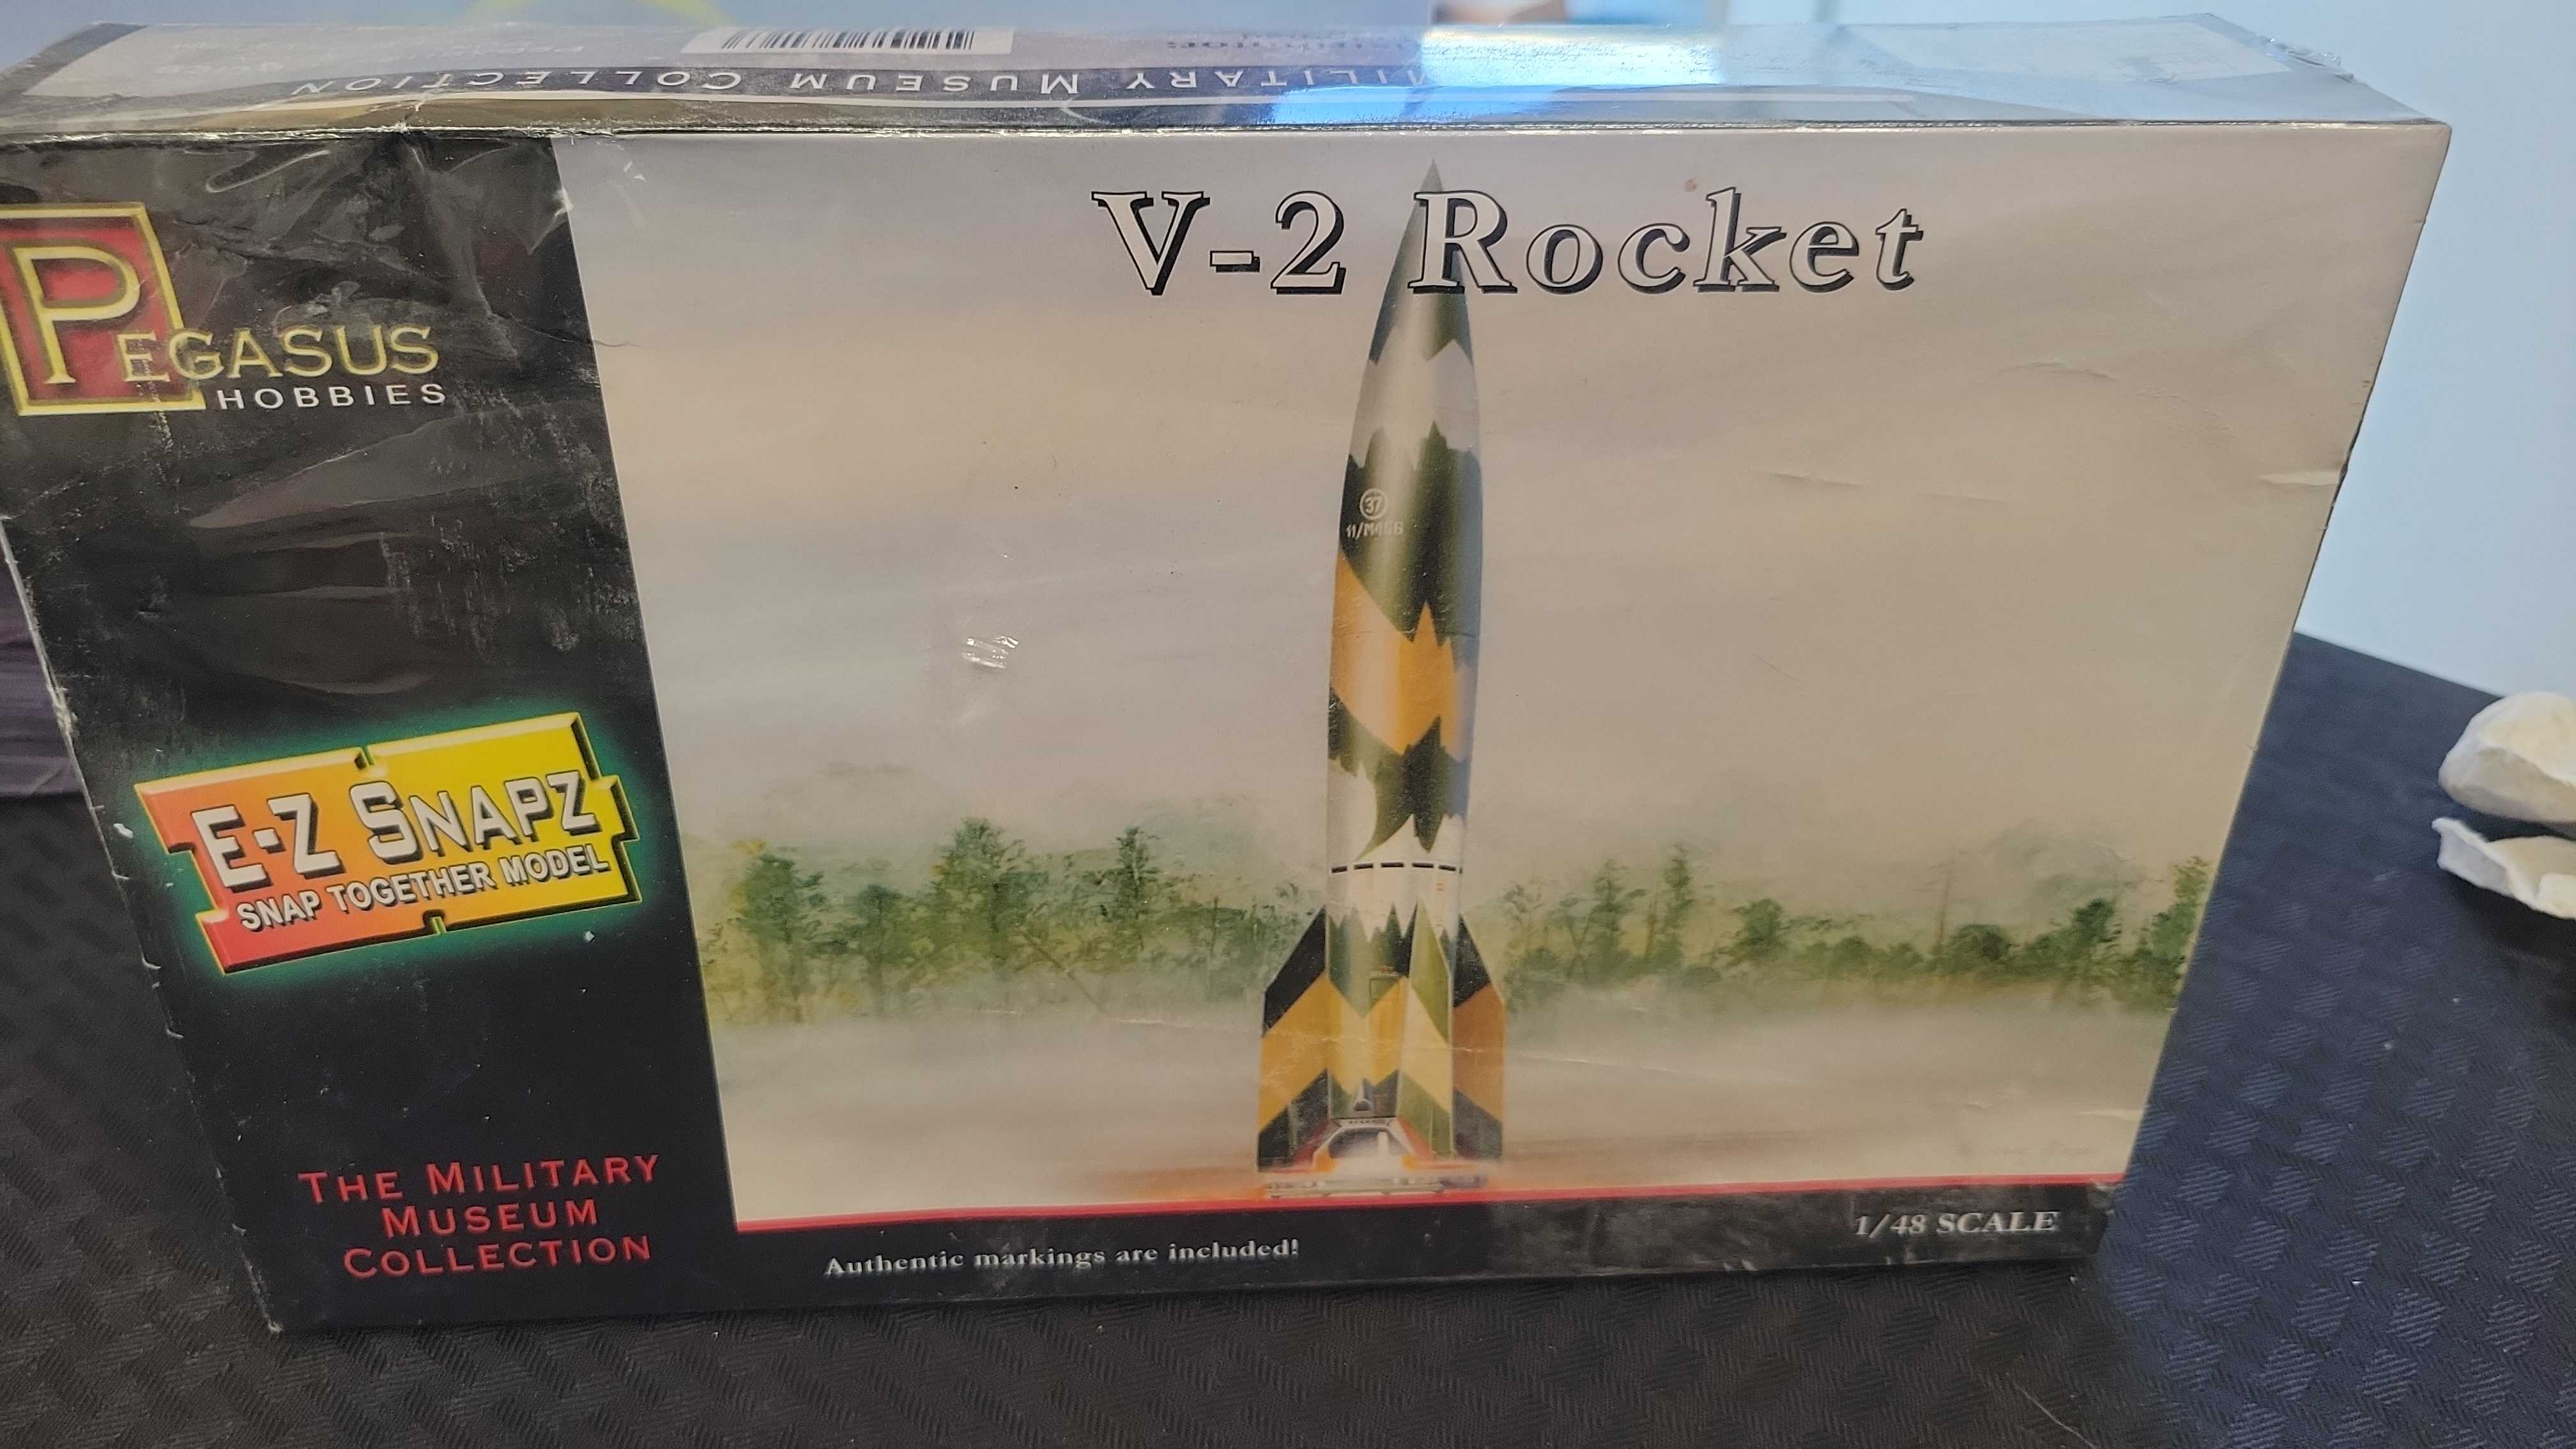 MILITARY MUSEUM COLLECTION
V-2 Rocket
PEGASUS
HOBBIES
37
E-Z SNAPZ
SNAP TOGETHER MODEL
THE MILITARY
MUSEUM
COLLECTION
Authentic markings are included!
1/48 SCALE